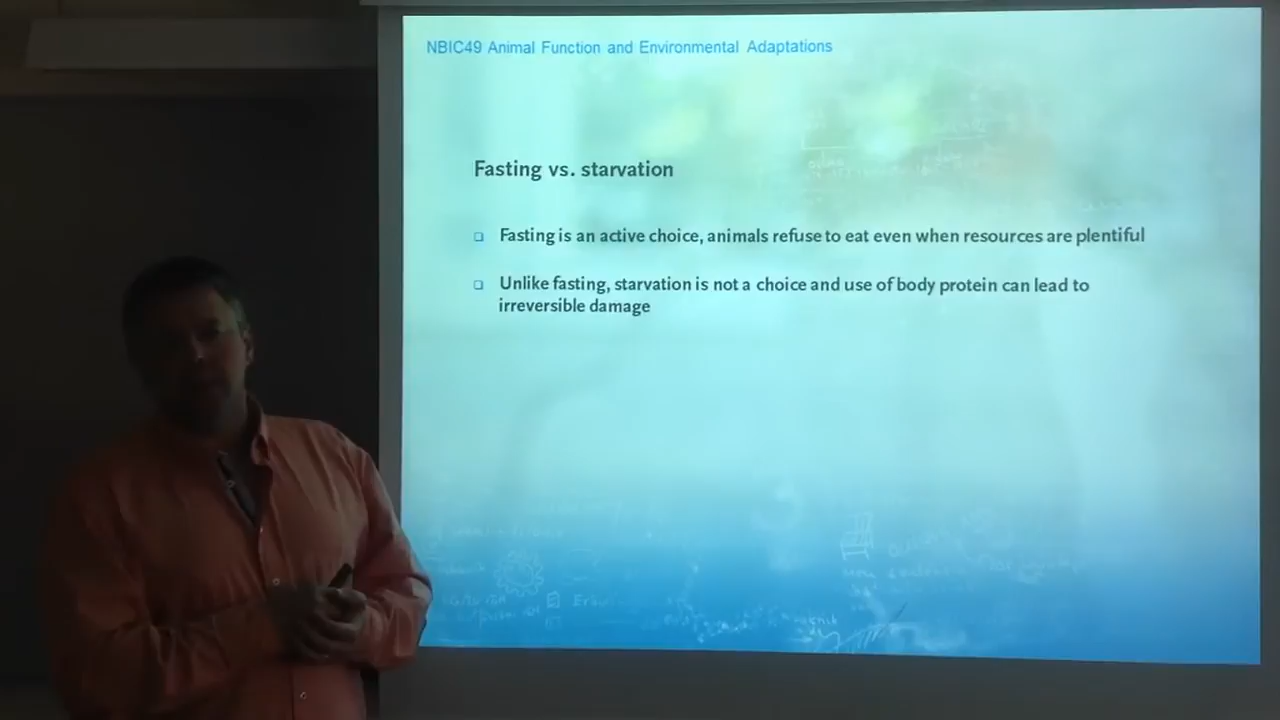 NBIC49 Animal Function and Environmental Adaptations
Fasting vs. starvation
Fasting is an active choice, animals refuse to eat even when resources are plentiful
Unlike fasting, starvation is not a choice and use of body protein can lead to
irreversible damage